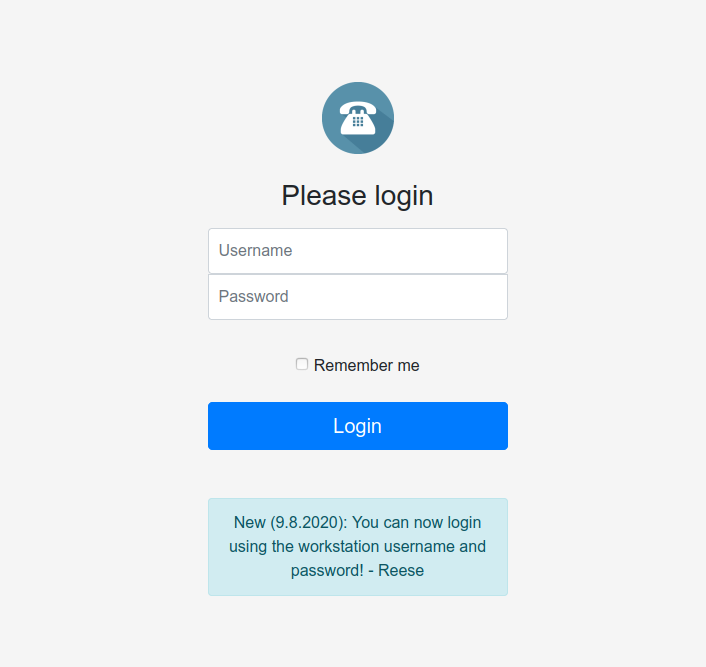 Please login
Username
Password
Remember me
Login
New (9.8.2020): You can now login
using the workstation username and
password! - Reese